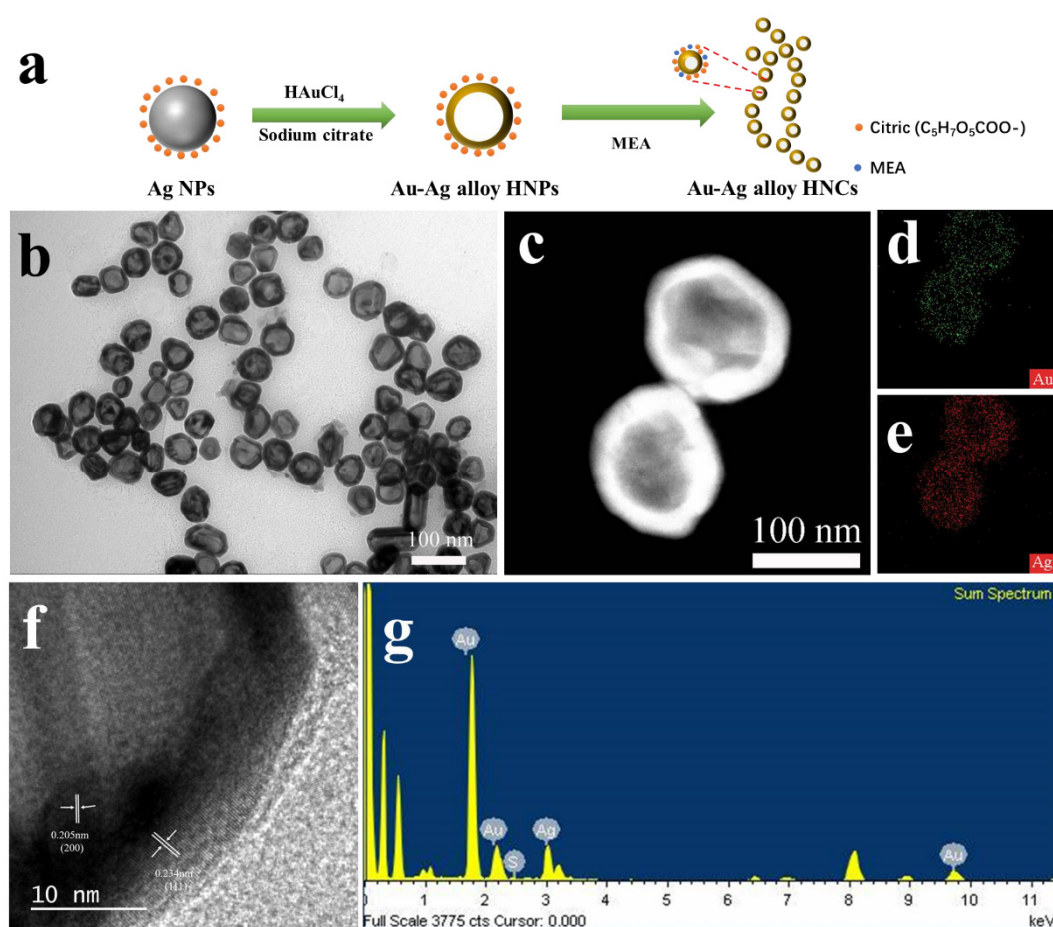 a
HAuCl₄
Sodium citrate
MEA
Citric (C₅H₇O₅COO-)
MEA
Ag NPs
Au-Ag alloy HNPs
Au-Ag alloy HNCs
b
100 nm
c
100 nm
d
Au
e
Ag
f
0.205nm
(200)
0.234nm
(111)
10 nm
g
Sum Spectrum
Au
Au
S
Ag
Au
0 1 2 3 4 5 6 7 8 9 10 11
Full Scale 3775 cts Cursor: 0.000
keV